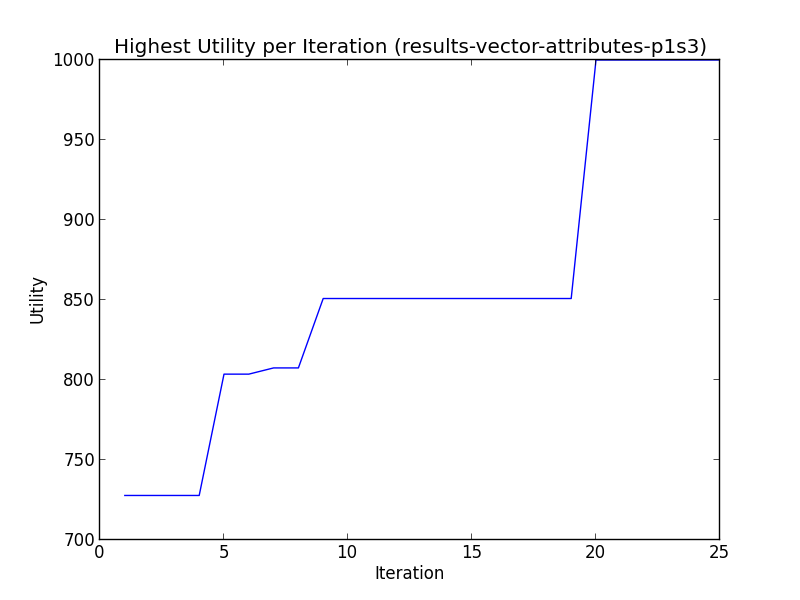 Highest Utility per Iteration (results-vector-attributes-p1s3)
1000
950
900
850
800
750
700
Utility
0 5 10 15 20 25
Iteration